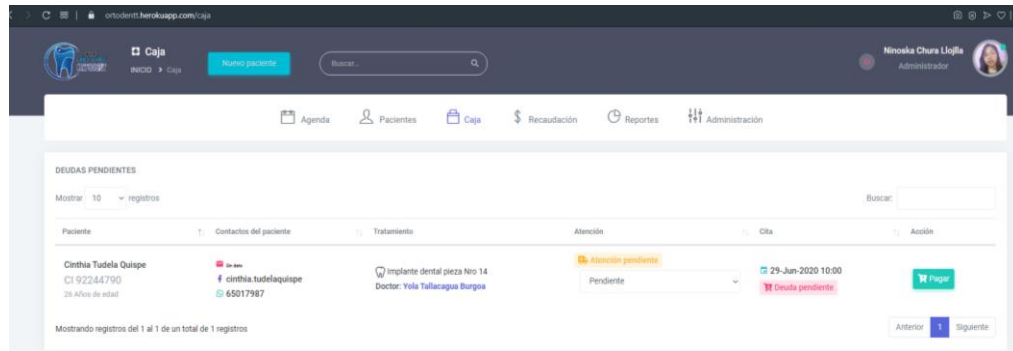 ortodentt.herokuapp.com/caja
Caja
INICIO > Caja
Nuevo paciente
Buscar...
Ninoska Chura Llojlla
Administrador
Agenda
Pacientes
Caja
Recaudación
Reportes
Administración
DEUDAS PENDIENTES
Mostrar 10 registros
Buscar:
Paciente Contactos del paciente Tratamiento Atención Cita Acción
Cinthia Tudela Quispe
CI 92244790
26 Años de edad
Sin dato
cinthia.tudelaquispe
65017987
Implante dental pieza Nro 14
Doctor: Yola Tallacagua Burgoa
Atención pendiente
Pendiente
29-Jun-2020 10:00
Deuda pendiente
Pagar
Mostrando registros del 1 al 1 de un total de 1 registros
Anterior 1 Siguiente